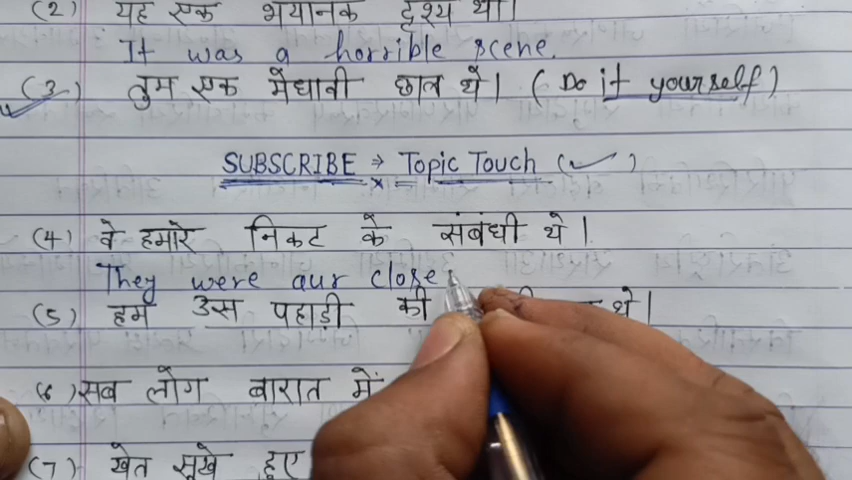 (2) यह एक भयानक दृश्य था।
It was a horrible scene.
(3) तुम एक मेधावी छात्र थे। (Do it yourself)
SUBSCRIBE → Topic Touch (✓)
(4) वे हमारे निकट के संबंधी थे।
They were aur close
(5) हम उस पहाड़ी की थे।
(6) सब लोग बारात में
(7) खेत सूखे हुए